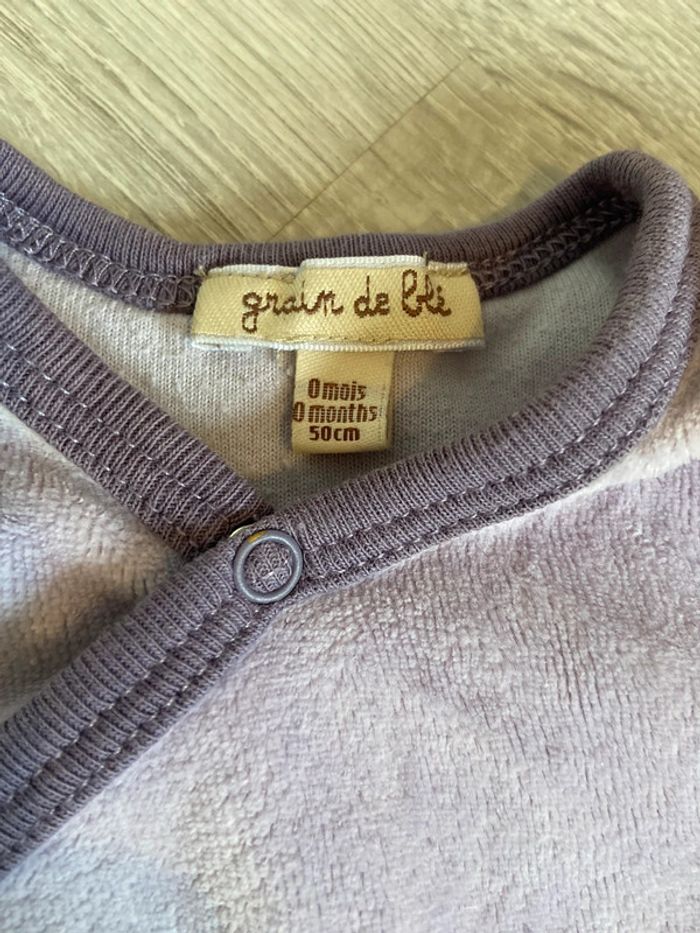 grain de blé
0 mois
0 months
50cm